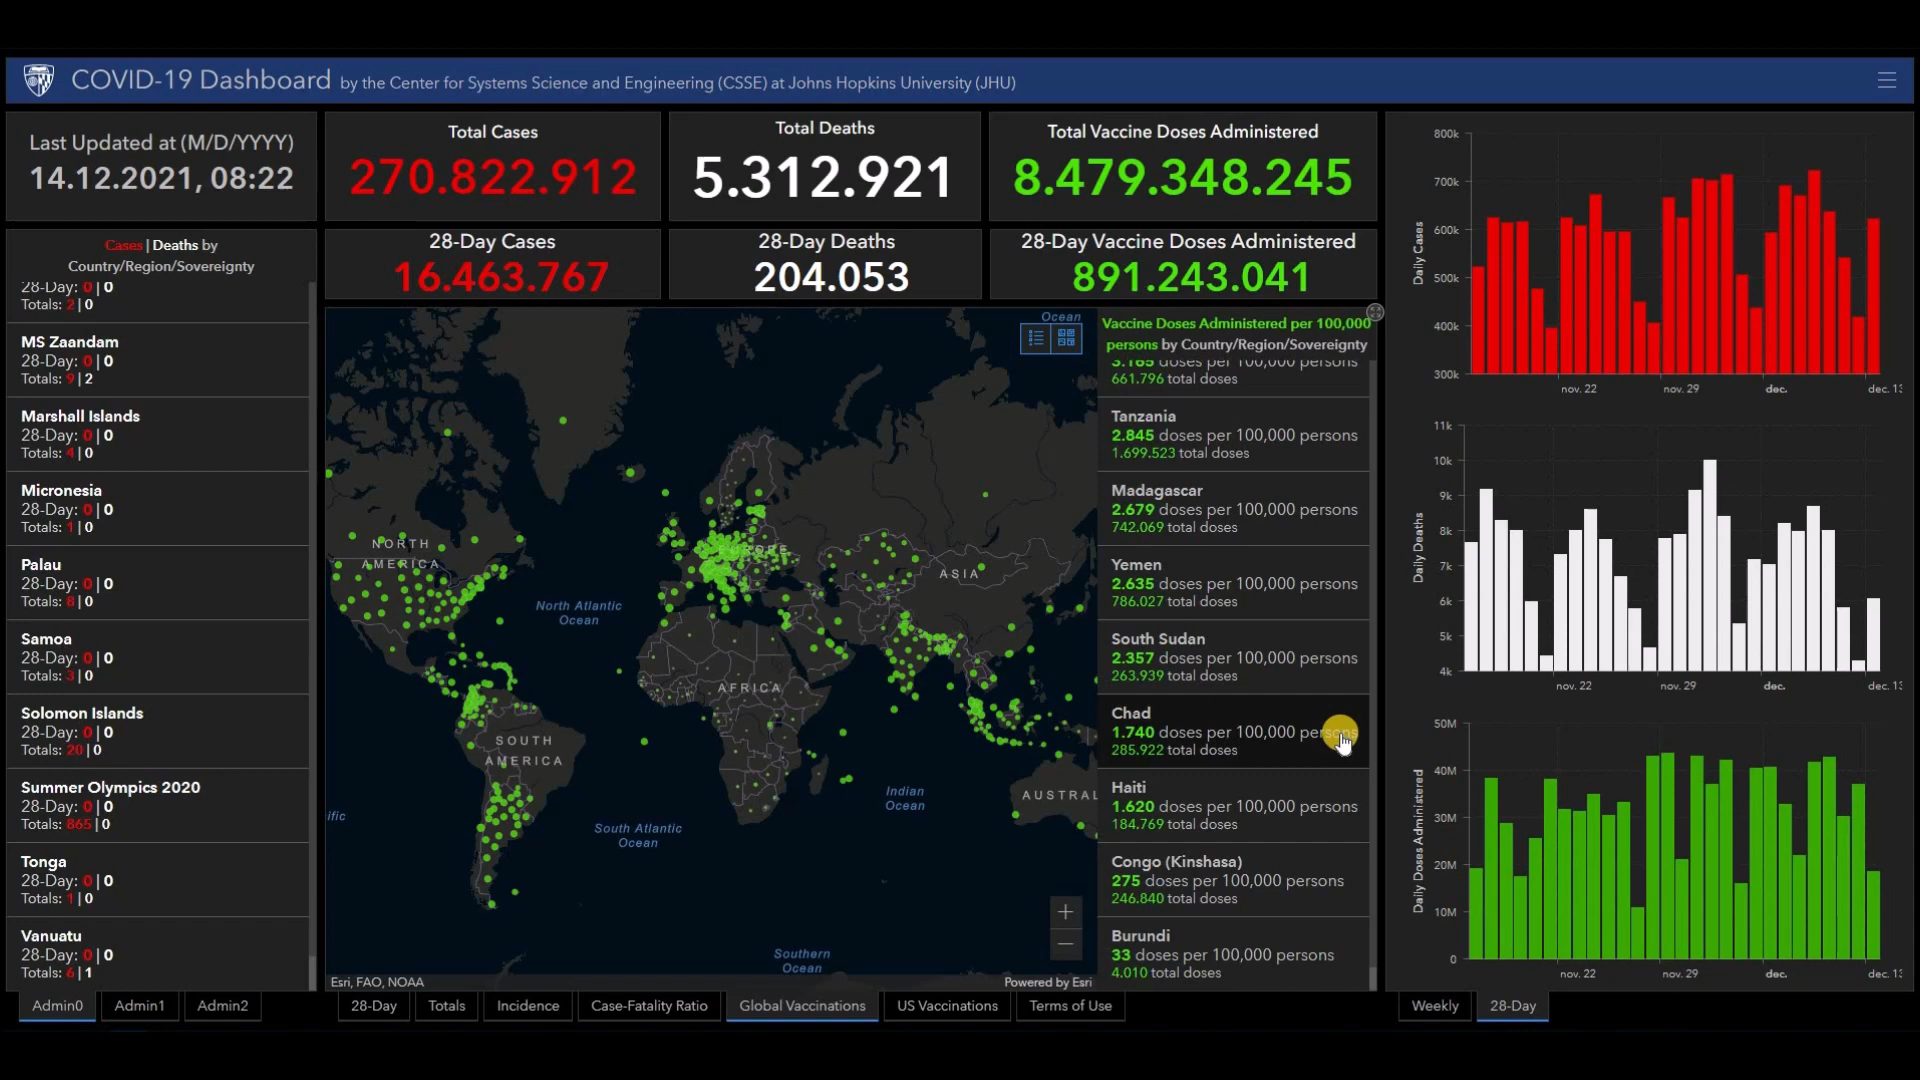 COVID-19 Dashboard by the Center for Systems Science and Engineering (CSSE) at Johns Hopkins University (JHU)
Last Updated at (M/D/YYYY)
14.12.2021, 08:22
Total Cases
270.822.912
Total Deaths
5.312.921
Total Vaccine Doses Administered
8.479.348.245
28-Day Cases
16.463.767
28-Day Deaths
204.053
28-Day Vaccine Doses Administered
891.243.041
Cases | Deaths by
Country/Region/Sovereignty
28-Day: 0 | 0
Totals: 2 | 0
MS Zaandam
28-Day: 0 | 0
Totals: 9 | 2
Marshall Islands
28-Day: 0 | 0
Totals: 4 | 0
Micronesia
28-Day: 0 | 0
Totals: 1 | 0
Palau
28-Day: 0 | 0
Totals: 8 | 0
Samoa
28-Day: 0 | 0
Totals: 3 | 0
Solomon Islands
28-Day: 0 | 0
Totals: 20 | 0
Summer Olympics 2020
28-Day: 0 | 0
Totals: 865 | 0
Tonga
28-Day: 0 | 0
Totals: 1 | 0
Vanuatu
28-Day: 0 | 0
Totals: 6 | 1
Admin0
Admin1
Admin2
Ocean
NORTH
AMERICA
EUROPE
ASIA
North Atlantic
Ocean
AFRICA
SOUTH
AMERICA
Indian
Ocean
AUSTRAL
ific
South Atlantic
Ocean
Southern
Ocean
+
−
Esri, FAO, NOAA
Powered by Esri
Vaccine Doses Administered per 100,000
persons by Country/Region/Sovereignty
3.165 doses per 100,000 persons
661.796 total doses
Tanzania
2.845 doses per 100,000 persons
1.699.523 total doses
Madagascar
2.679 doses per 100,000 persons
742.069 total doses
Yemen
2.635 doses per 100,000 persons
786.027 total doses
South Sudan
2.357 doses per 100,000 persons
263.939 total doses
Chad
1.740 doses per 100,000 persons
285.922 total doses
Haiti
1.620 doses per 100,000 persons
184.769 total doses
Congo (Kinshasa)
275 doses per 100,000 persons
246.840 total doses
Burundi
33 doses per 100,000 persons
4.010 total doses
28-Day
Totals
Incidence
Case-Fatality Ratio
Global Vaccinations
US Vaccinations
Terms of Use
Daily Cases
800k
700k
600k
500k
400k
300k
nov. 22
nov. 29
dec.
dec. 13
Daily Deaths
11k
10k
9k
8k
7k
6k
5k
4k
nov. 22
nov. 29
dec.
dec. 13
Daily Doses Administered
50M
40M
30M
20M
10M
0
nov. 22
nov. 29
dec.
dec. 13
Weekly
28-Day